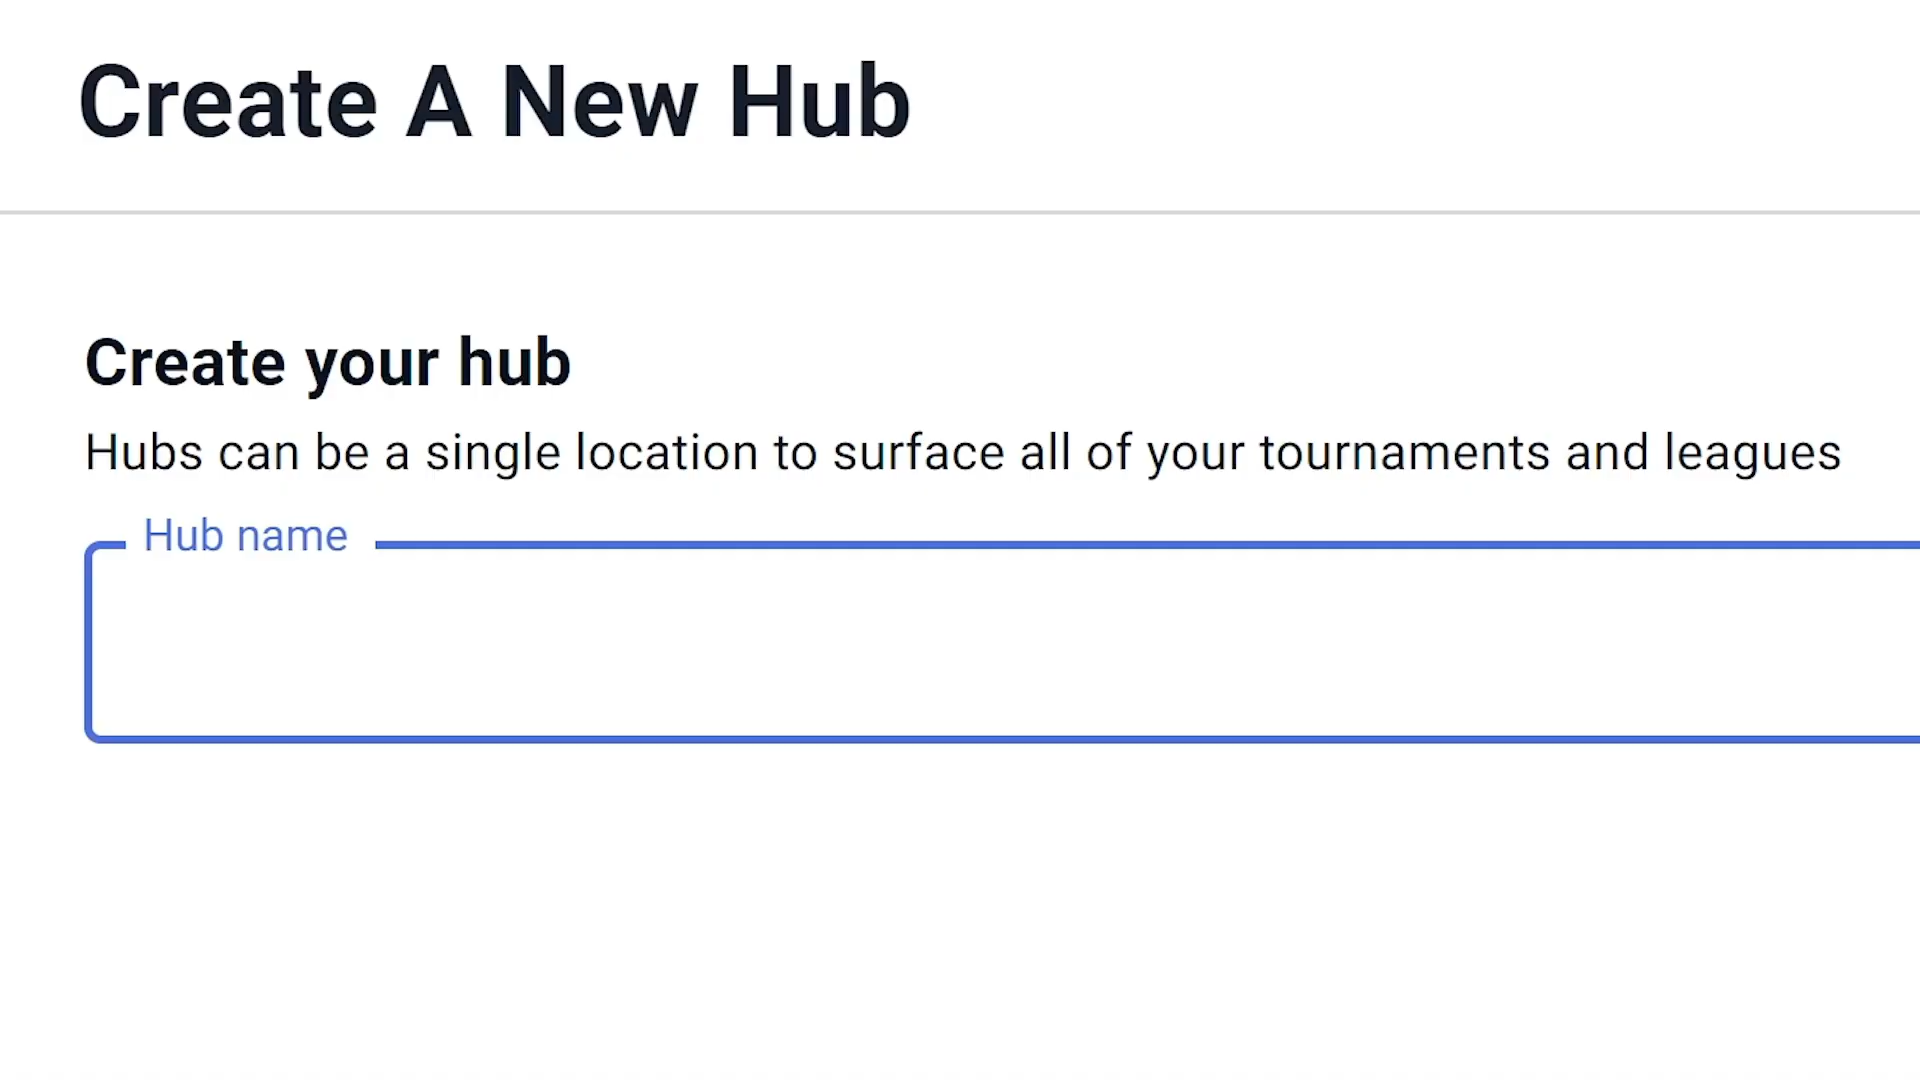 Create A New Hub
Create your hub
Hubs can be a single location to surface all of your tournaments and leagues
Hub name